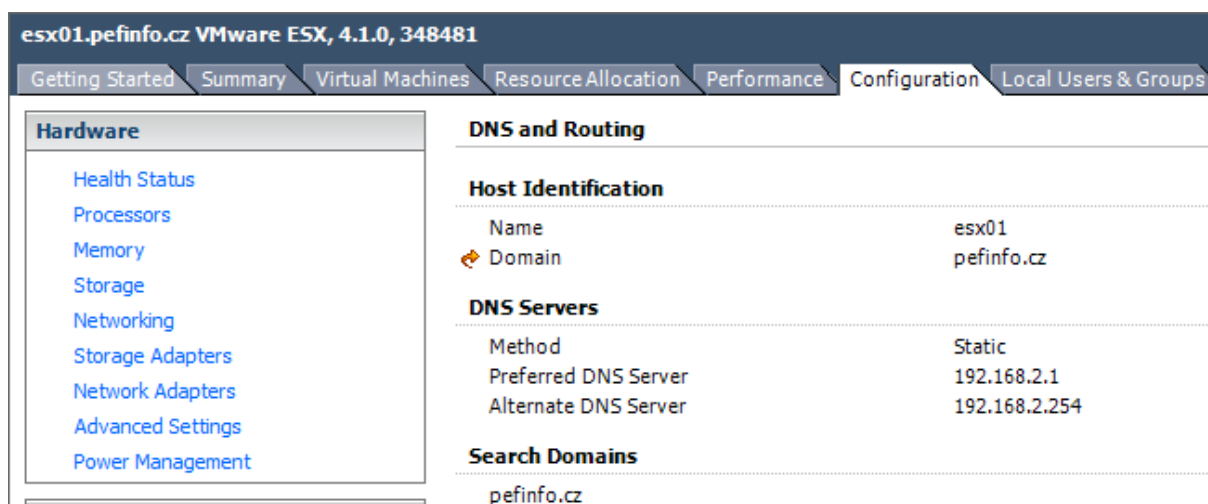 esx01.pefinfo.cz VMware ESX, 4.1.0, 348481
Getting Started Summary Virtual Machines Resource Allocation Performance Configuration Local Users & Groups
Hardware
Health Status
Processors
Memory
Storage
Networking
Storage Adapters
Network Adapters
Advanced Settings
Power Management
DNS and Routing
Host Identification
Name esx01
Domain pefinfo.cz
DNS Servers
Method Static
Preferred DNS Server 192.168.2.1
Alternate DNS Server 192.168.2.254
Search Domains
pefinfo.cz